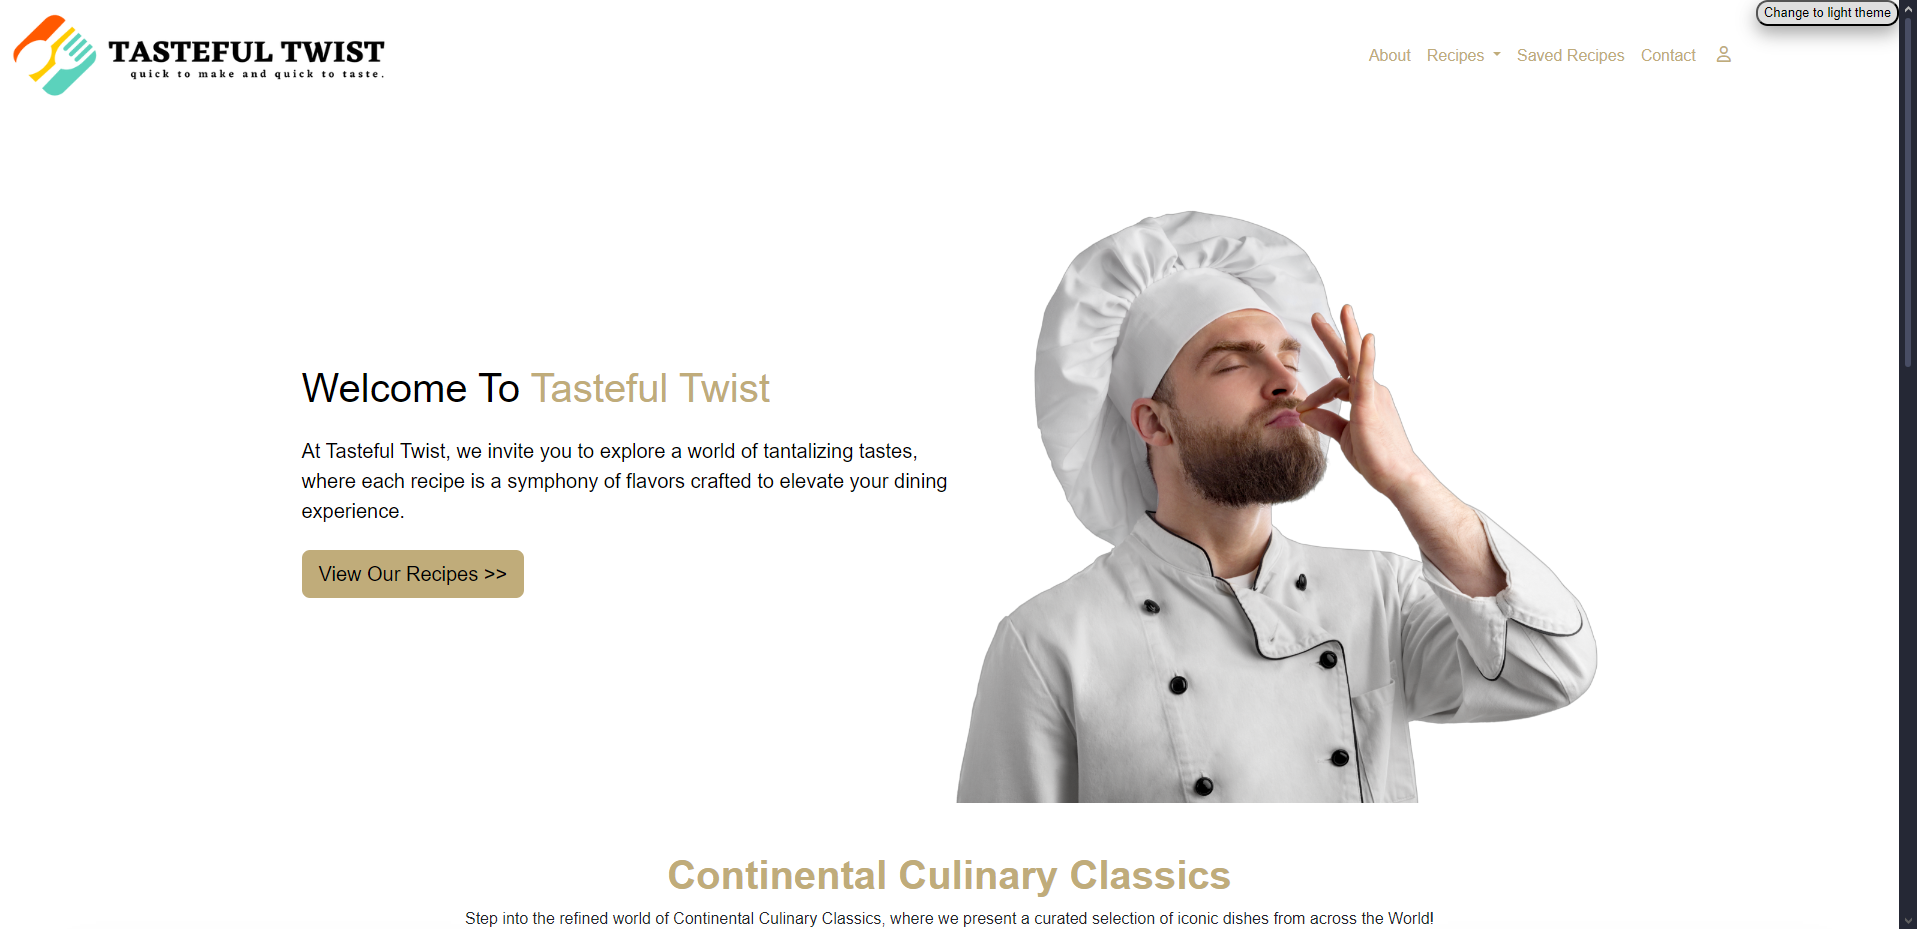 Change to light theme
TASTEFUL TWIST
quick to make and quick to taste.
About Recipes Saved Recipes Contact
Welcome To Tasteful Twist
At Tasteful Twist, we invite you to explore a world of tantalizing tastes,
where each recipe is a symphony of flavors crafted to elevate your dining
experience.
View Our Recipes >>
Continental Culinary Classics
Step into the refined world of Continental Culinary Classics, where we present a curated selection of iconic dishes from across the World!